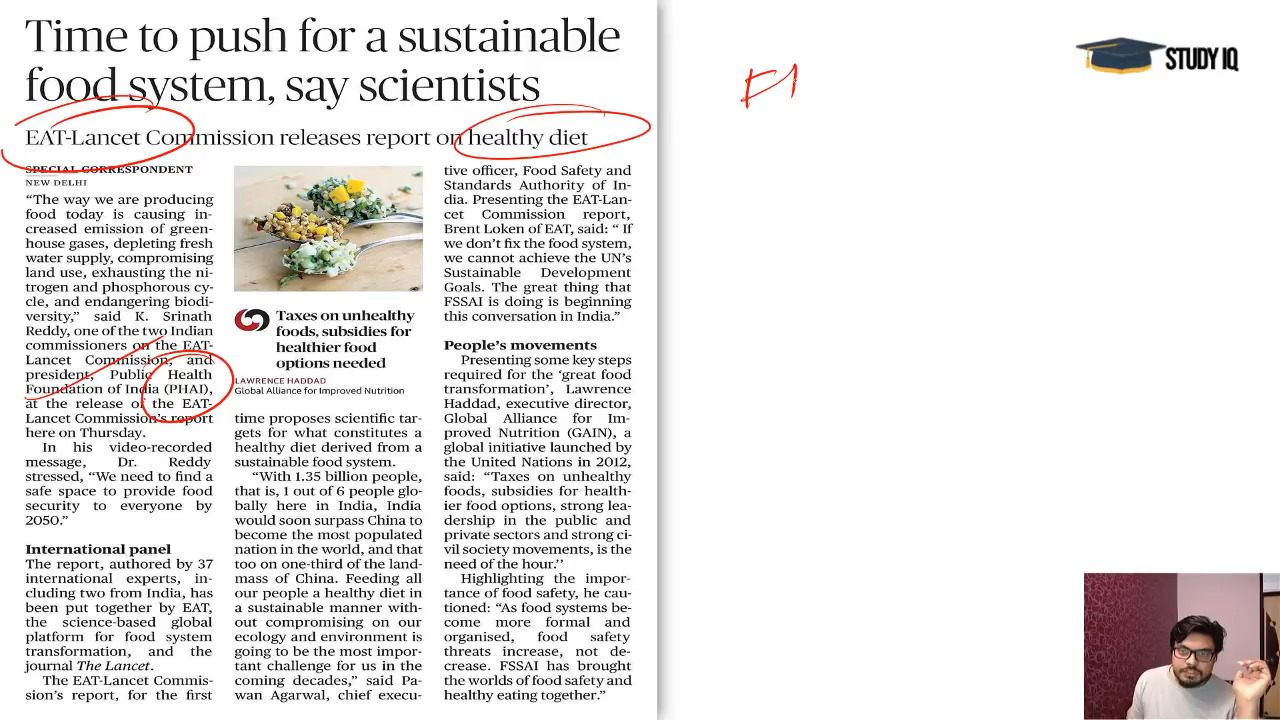 Time to push for a sustainable
food system, say scientists
EAT-Lancet Commission releases report on healthy diet
SPECIAL CORRESPONDENT
NEW DELHI
“The way we are producing
food today is causing in-
creased emission of green-
house gases, depleting fresh
water supply, compromising
land use, exhausting the ni-
trogen and phosphorous cy-
cle, and endangering biodi-
versity,” said K. Srinath
Reddy, one of the two Indian
commissioners on the EAT-
Lancet Commission, and
president, Public Health
Foundation of India (PHAI),
at the release of the EAT-
Lancet Commission’s report
here on Thursday.
In his video-recorded
message, Dr. Reddy
stressed, “We need to find a
safe space to provide food
security to everyone by
2050.”
International panel
The report, authored by 37
international experts, in-
cluding two from India, has
been put together by EAT,
the science-based global
platform for food system
transformation, and the
journal The Lancet.
The EAT-Lancet Commis-
sion’s report, for the first
Taxes on unhealthy
foods, subsidies for
healthier food
options needed
LAWRENCE HADDAD
Global Alliance for Improved Nutrition
time proposes scientific tar-
gets for what constitutes a
healthy diet derived from a
sustainable food system.
“With 1.35 billion people,
that is, 1 out of 6 people glo-
bally here in India, India
would soon surpass China to
become the most populated
nation in the world, and that
too on one-third of the land-
mass of China. Feeding all
our people a healthy diet in
a sustainable manner with-
out compromising on our
ecology and environment is
going to be the most impor-
tant challenge for us in the
coming decades,” said Pa-
wan Agarwal, chief execu-
tive officer, Food Safety and
Standards Authority of In-
dia. Presenting the EAT-Lan-
cet Commission report,
Brent Loken of EAT, said: “ If
we don’t fix the food system,
we cannot achieve the UN’s
Sustainable Development
Goals. The great thing that
FSSAI is doing is beginning
this conversation in India.”
People’s movements
Presenting some key steps
required for the ‘great food
transformation’, Lawrence
Haddad, executive director,
Global Alliance for Im-
proved Nutrition (GAIN), a
global initiative launched by
the United Nations in 2012,
said: “Taxes on unhealthy
foods, subsidies for health-
ier food options, strong lea-
dership in the public and
private sectors and strong ci-
vil society movements, is the
need of the hour.’’
Highlighting the impor-
tance of food safety, he cau-
tioned: “As food systems be-
come more formal and
organised, food safety
threats increase, not de-
crease. FSSAI has brought
the worlds of food safety and
healthy eating together.”
STUDY IQ